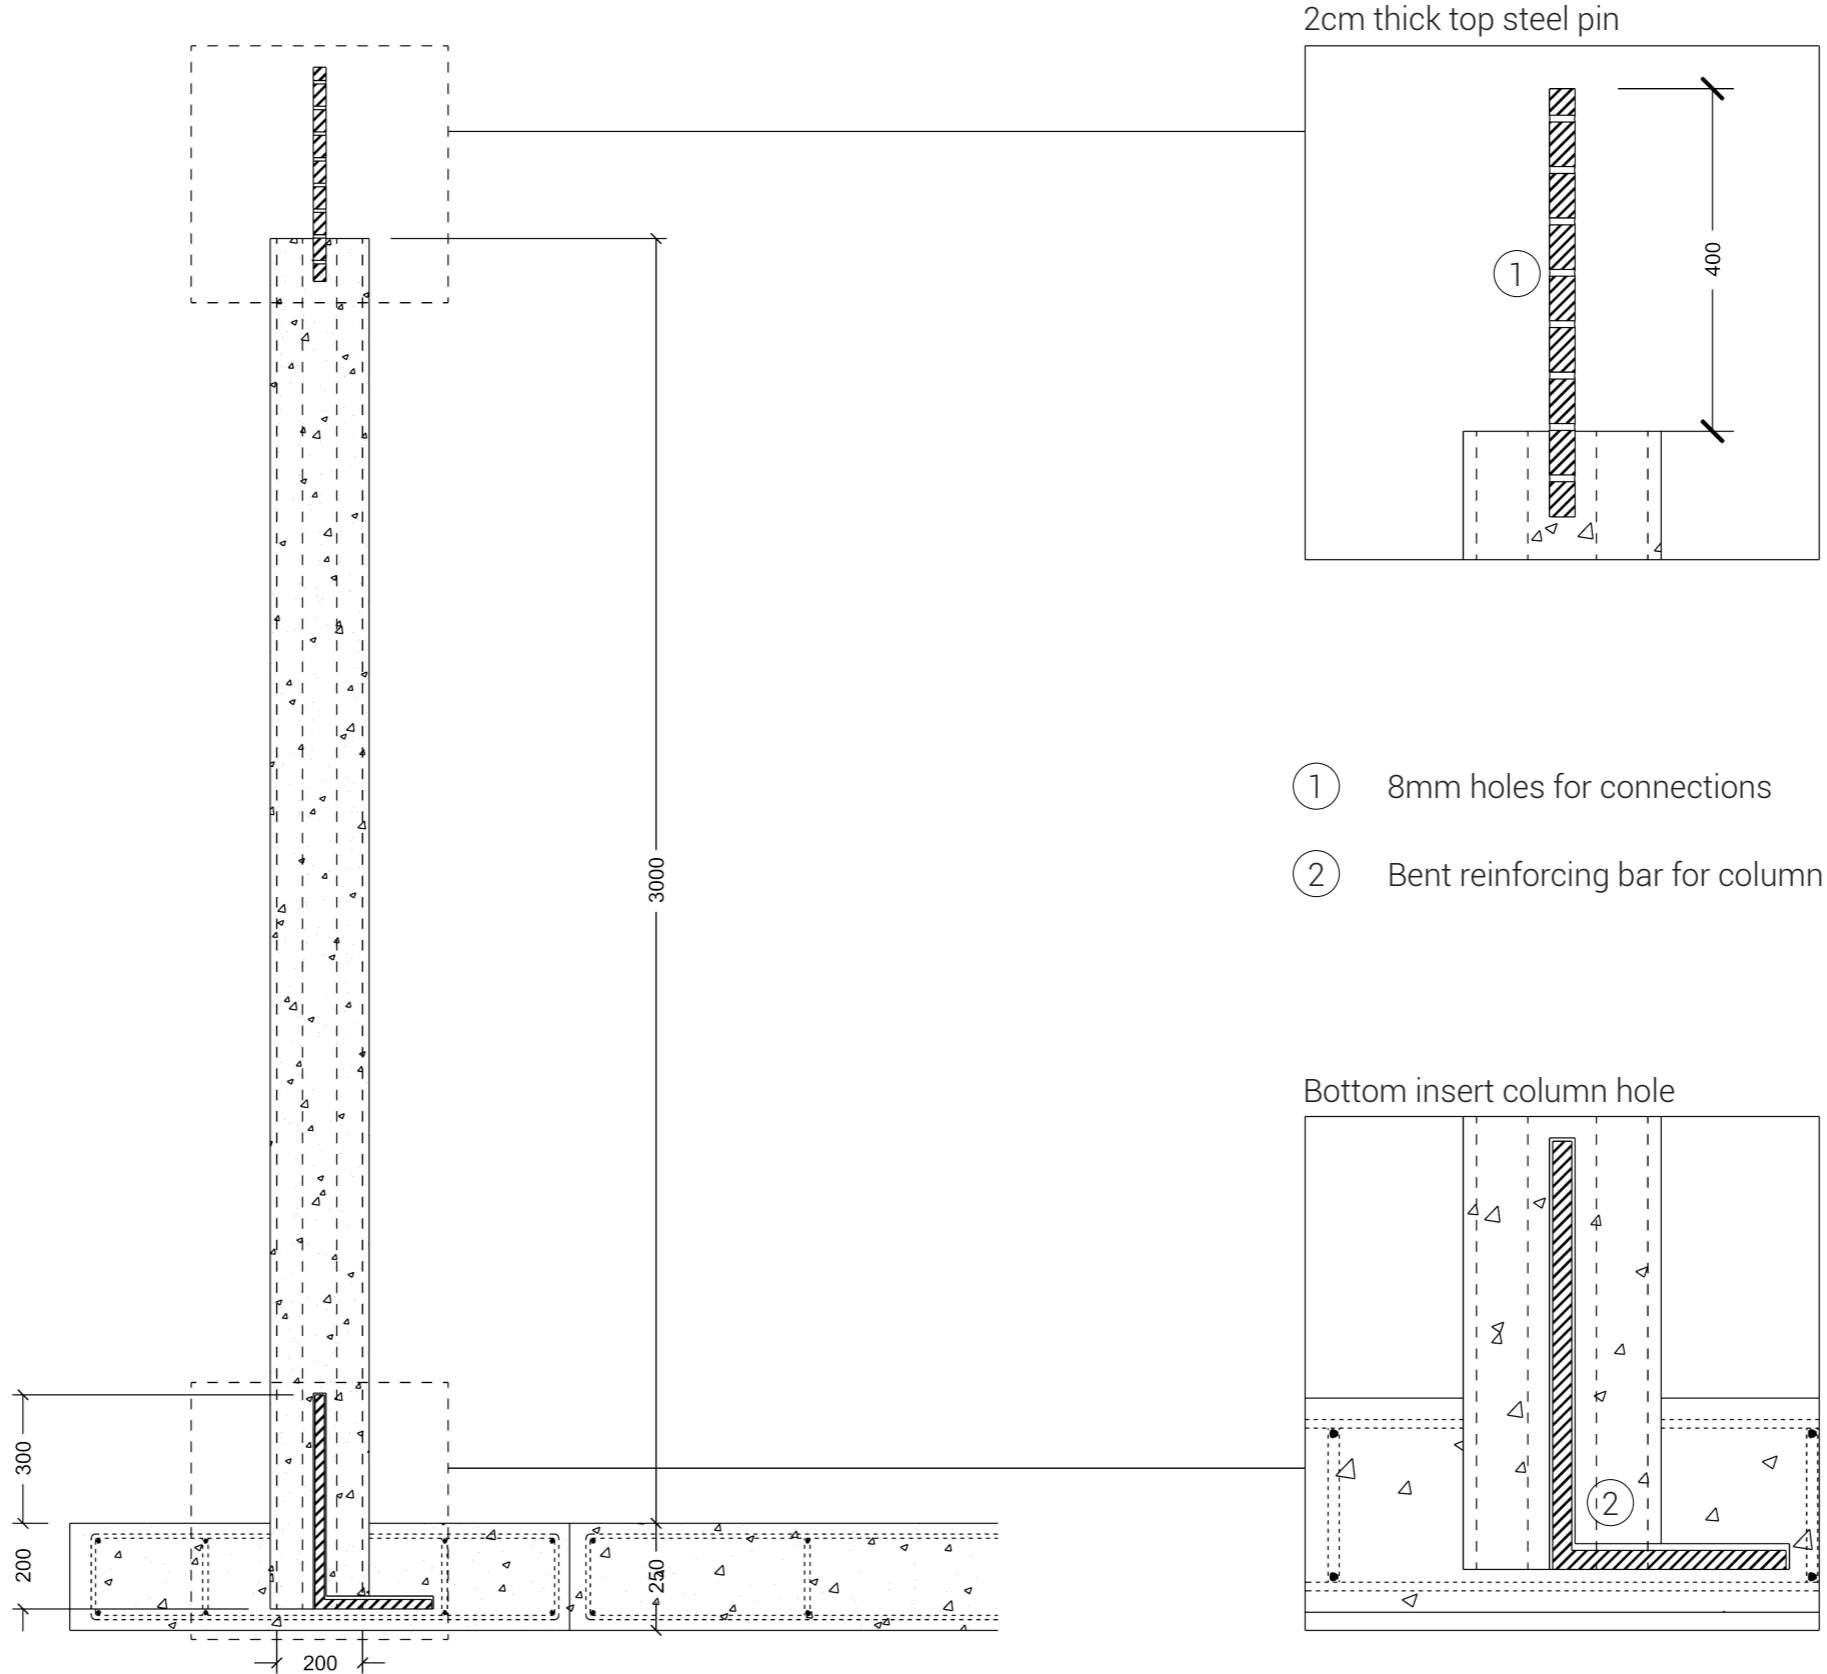 2cm thick top steel pin
400
1
3000
1 8mm holes for connections
2 Bent reinforcing bar for column
Bottom insert column hole
300
200
250
200
2